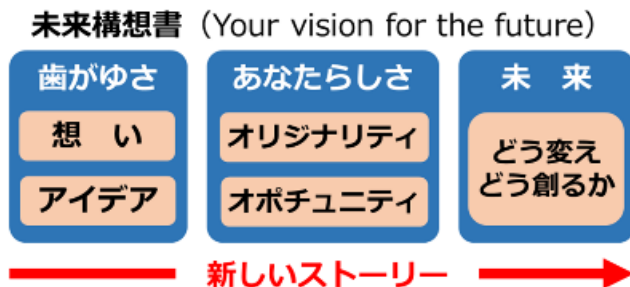 未来構想書（Your vision for the future）
歯がゆさ
想い
アイデア
あなたらしさ
オリジナリティ
オポチュニティ
未来
どう変え
どう創るか
新しいストーリー